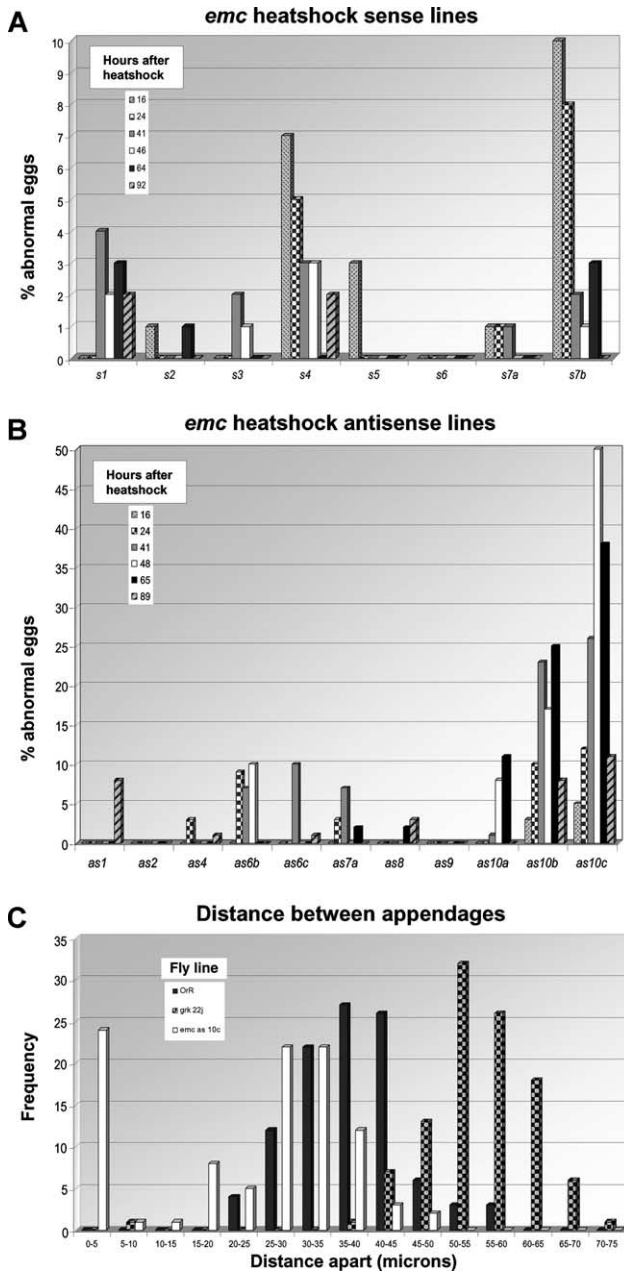 A
emc heatshock sense lines
Hours after
heatshock
16
24
41
46
64
92
% abnormal eggs
10
9
8
7
6
5
4
3
2
1
0
s1 s2 s3 s4 s5 s6 s7a s7b
B
emc heatshock antisense lines
Hours after
heatshock
16
24
41
48
65
89
% abnormal eggs
50
45
40
35
30
25
20
15
10
5
0
as1 as2 as4 as6b as6c as7a as8 as9 as10a as10b as10c
C
Distance between appendages
Fly line
OrR
grk 22j
emc as 10c
Frequency
35
30
25
20
15
10
5
0
0-5 5-10 10-15 15-20 20-25 25-30 30-35 35-40 40-45 45-50 50-55 55-60 60-65 65-70 70-75
Distance apart (microns)